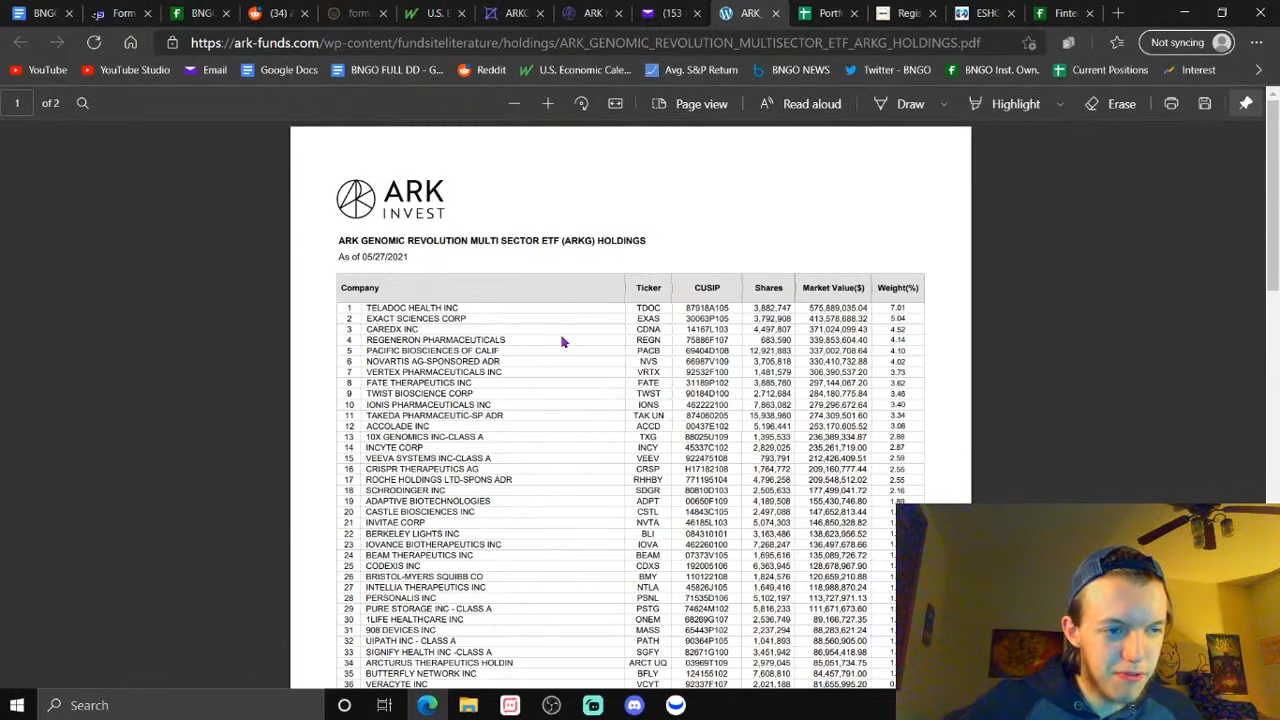 BNGO
Form
BNGO
(34)
form
U.S.
ARK
ARK
(153
ARK
Portf
Regis
ESHC
Fintel
https://ark-funds.com/wp-content/fundsiteliterature/holdings/ARK_GENOMIC_REVOLUTION_MULTISECTOR_ETF_ARKG_HOLDINGS.pdf
Not syncing
YouTube YouTube Studio Email Google Docs BNGO FULL DD - G... Reddit U.S. Economic Cale... Avg. S&P Return BNGO NEWS Twitter - BNGO BNGO Inst. Own. Current Positions Interest
1 of 2 Page view Read aloud Draw Highlight Erase
ARK
INVEST
ARK GENOMIC REVOLUTION MULTI SECTOR ETF (ARKG) HOLDINGS
As of 05/27/2021
Company Ticker CUSIP Shares Market Value($) Weight(%)
1 TELADOC HEALTH INC TDOC 87918A105 3,882,747 575,889,035.04 7.01
2 EXACT SCIENCES CORP EXAS 30063P105 3,792,908 413,578,688.32 5.04
3 CAREDX INC CDNA 14167L103 4,497,807 371,024,099.43 4.52
4 REGENERON PHARMACEUTICALS REGN 75886F107 683,590 339,853,604.40 4.14
5 PACIFIC BIOSCIENCES OF CALIF PACB 69404D108 12,921,883 337,002,708.64 4.10
6 NOVARTIS AG-SPONSORED ADR NVS 66987V109 3,705,818 330,410,732.88 4.02
7 VERTEX PHARMACEUTICALS INC VRTX 92532F100 1,481,579 306,390,537.20 3.73
8 FATE THERAPEUTICS INC FATE 31189P102 3,885,760 297,144,067.20 3.62
9 TWIST BIOSCIENCE CORP TWST 90184D100 2,712,684 284,180,775.84 3.46
10 IONIS PHARMACEUTICALS INC IONS 462222100 7,863,082 279,296,672.64 3.40
11 TAKEDA PHARMACEUTIC-SP ADR TAK UN 874060205 15,938,960 274,309,501.60 3.34
12 ACCOLADE INC ACCD 00437E102 5,196,441 253,170,605.52 3.08
13 10X GENOMICS INC-CLASS A TXG 88025U109 1,395,533 236,389,334.87 2.88
14 INCYTE CORP INCY 45337C102 2,829,025 235,261,719.00 2.87
15 VEEVA SYSTEMS INC-CLASS A VEEV 922475108 793,791 212,426,409.51 2.59
16 CRISPR THERAPEUTICS AG CRSP H17182108 1,764,772 209,160,777.44 2.55
17 ROCHE HOLDINGS LTD-SPONS ADR RHHBY 771195104 4,796,258 209,548,512.02 2.55
18 SCHRODINGER INC SDGR 80810D103 2,505,633 177,499,041.72 2.16
19 ADAPTIVE BIOTECHNOLOGIES ADPT 00650F109 4,189,508 155,430,746.80 1.89
20 CASTLE BIOSCIENCES INC CSTL 14843C105 2,497,088 147,652,813.44
21 INVITAE CORP NVTA 46185L103 5,074,303 146,850,328.82
22 BERKELEY LIGHTS INC BLI 084310101 3,163,486 138,623,956.52
23 IOVANCE BIOTHERAPEUTICS INC IOVA 462260100 7,268,247 136,497,678.66
24 BEAM THERAPEUTICS INC BEAM 07373V105 1,695,616 135,089,726.72
25 CODEXIS INC CDXS 192005106 6,363,945 128,678,967.90
26 BRISTOL-MYERS SQUIBB CO BMY 110122108 1,824,576 120,659,210.88
27 INTELLIA THERAPEUTICS INC NTLA 45826J105 1,649,416 118,988,870.24
28 PERSONALIS INC PSNL 71535D106 5,102,197 113,727,971.13
29 PURE STORAGE INC - CLASS A PSTG 74624M102 5,816,233 111,671,673.60
30 1LIFE HEALTHCARE INC ONEM 68269G107 2,536,749 89,166,727.35
31 908 DEVICES INC MASS 65443P102 2,237,294 88,283,621.24
32 UIPATH INC - CLASS A PATH 90364P105 1,041,893 88,560,905.00
33 SIGNIFY HEALTH INC -CLASS A SGFY 82671G100 3,451,942 86,954,418.98
34 ARCTURUS THERAPEUTICS HOLDIN ARCT UQ 03969T109 2,979,045 85,051,734.75
35 BUTTERFLY NETWORK INC BFLY 124155102 7,608,810 84,457,791.00
36 VERACYTE INC VCYT 92337F107 2,021,188 81,655,995.20
Search